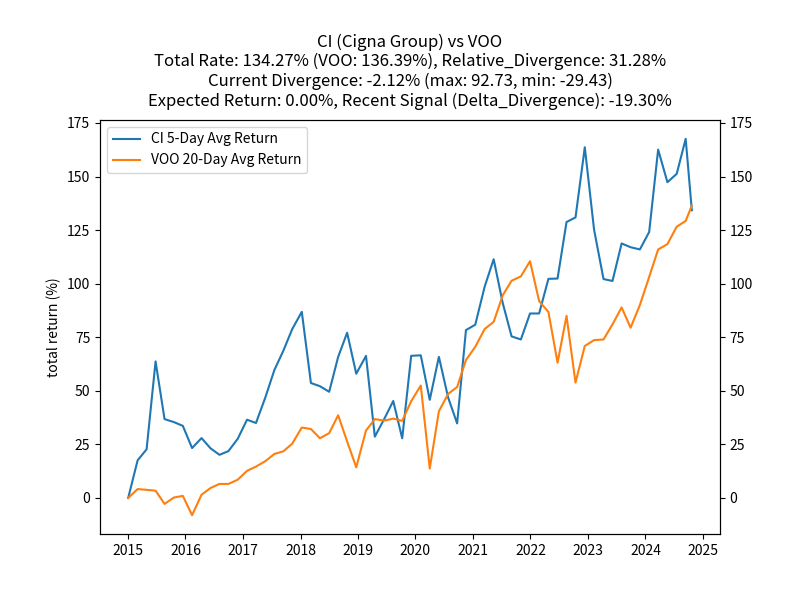 CI (Cigna Group) vs VOO
Total Rate: 134.27% (VOO: 136.39%), Relative_Divergence: 31.28%
Current Divergence: -2.12% (max: 92.73, min: -29.43)
Expected Return: 0.00%, Recent Signal (Delta_Divergence): -19.30%
CI 5-Day Avg Return
VOO 20-Day Avg Return
total return (%)
175 175
150 150
125 125
100 100
75 75
50 50
25 25
0 0
2015 2016 2017 2018 2019 2020 2021 2022 2023 2024 2025